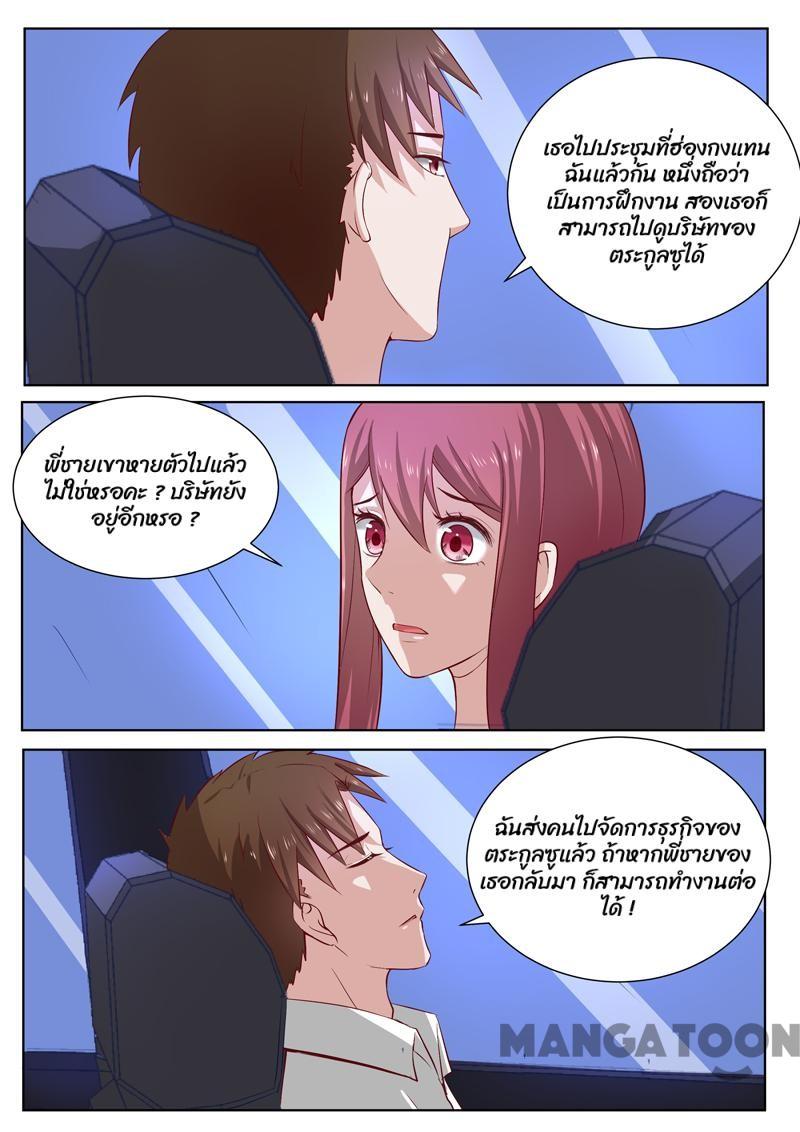 เธอไปประชุมที่ฮ่องกงแทน
ฉันแล้วกัน หนึ่งถือว่า
เป็นการฝึกงาน สองเธอก็
สามารถไปดูบริษัทของ
ตระกูลซูได้
พี่ชายเขาหายตัวไปแล้ว
ไม่ใช่หรอคะ ? บริษัทยัง
อยู่อีกหรอ ?
ฉันส่งคนไปจัดการธุรกิจของ
ตระกูลซูแล้ว ถ้าหากพี่ชายของ
เธอกลับมา ก็สามารถทำงานต่อ
ได้ !
MANGATOON